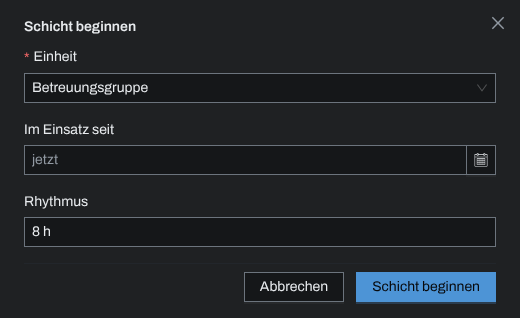 Schicht beginnen
* Einheit
Betreuungsgruppe
Im Einsatz seit
jetzt
Rhythmus
8 h
Abbrechen
Schicht beginnen